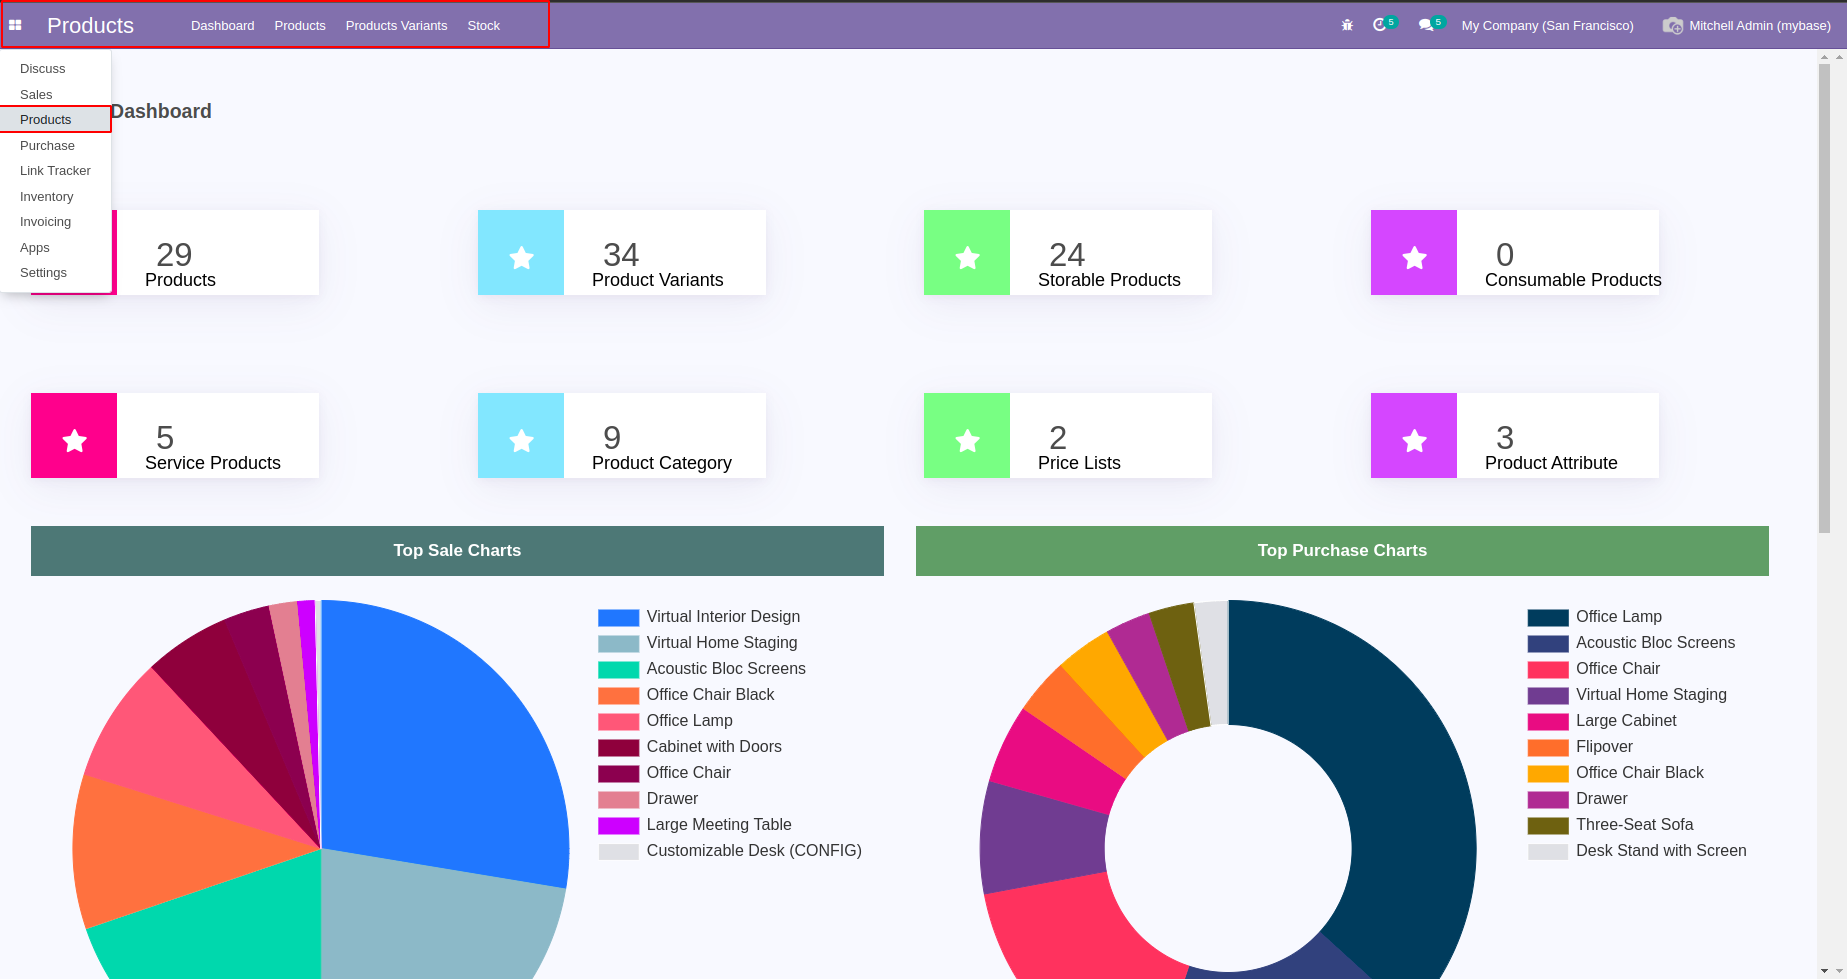 Products
Dashboard
Products
Products Variants
Stock
5
5
My Company (San Francisco)
Mitchell Admin (mybase)
Discuss
Sales
Products
Purchase
Link Tracker
Inventory
Invoicing
Apps
Settings
Dashboard
29
Products
34
Product Variants
24
Storable Products
0
Consumable Products
5
Service Products
9
Product Category
2
Price Lists
3
Product Attribute
Top Sale Charts
Virtual Interior Design
Virtual Home Staging
Acoustic Bloc Screens
Office Chair Black
Office Lamp
Cabinet with Doors
Office Chair
Drawer
Large Meeting Table
Customizable Desk (CONFIG)
Top Purchase Charts
Office Lamp
Acoustic Bloc Screens
Office Chair
Virtual Home Staging
Large Cabinet
Flipover
Office Chair Black
Drawer
Three-Seat Sofa
Desk Stand with Screen